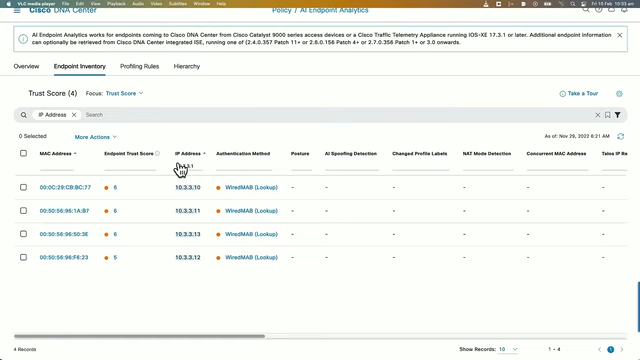 VLC media player File Edit View Playback Audio Video Subtitles Window Help
Fri 10 Feb 10:33 am
Cisco DNA Center
Policy / AI Endpoint Analytics
AI Endpoint Analytics works for endpoints coming to Cisco DNA Center from Cisco Catalyst 9000 series access devices or a Cisco Traffic Telemetry Appliance running IOS-XE 17.3.1 or later. Additional endpoint information
can optionally be retrieved from Cisco DNA Center integrated ISE, running one of (2.4.0.357 Patch 11+ or 2.6.0.156 Patch 4+ or 2.7.0.356 Patch 1+ or 3.0 onwards.
Overview Endpoint Inventory Profiling Rules Hierarchy
Trust Score (4) Focus: Trust Score
Take a Tour
IP Address Search
0 Selected More Actions
As of: Nov 29, 2022 6:21 AM
MAC Address Endpoint Trust Score IP Address Authentication Method Posture AI Spoofing Detection Changed Profile Labels NAT Mode Detection Concurrent MAC Address Talos IP Re
00:0C:29:CB:BC:77 6 10.3.3.10 WiredMAB (Lookup) - - - - - -
00:50:56:95:1A:B7 6 10.3.3.11 WiredMAB (Lookup) - - - - - -
00:50:56:96:50:3E 6 10.3.3.13 WiredMAB (Lookup) - - - - - -
00:50:56:96:F6:23 5 10.3.3.12 WiredMAB (Lookup) - - - - - -
4 Records
Show Records: 10 1 - 4 1